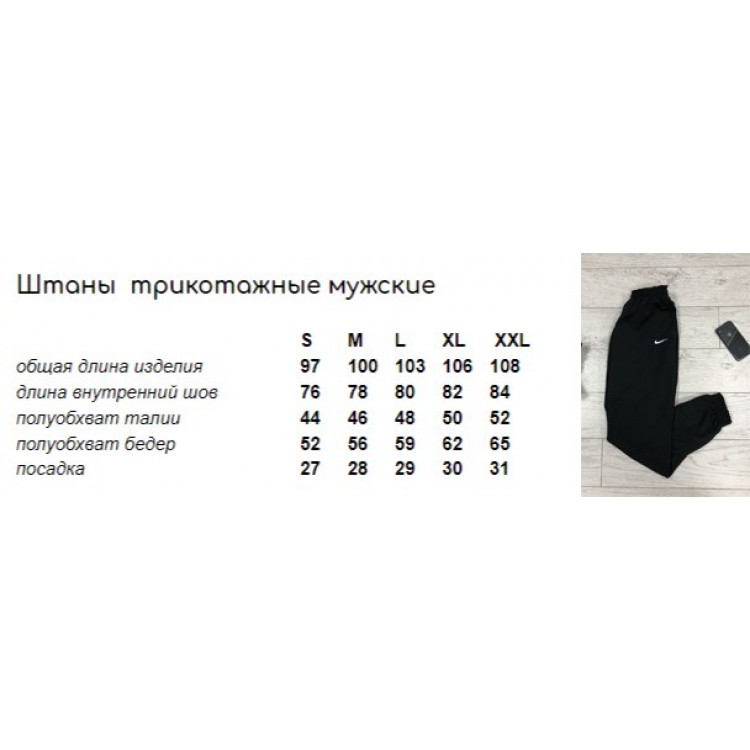 Штаны трикотажные мужские
S M L XL XXL
общая длина изделия 97 100 103 106 108
длина внутренний шов 76 78 80 82 84
полуобхват талии 44 46 48 50 52
полуобхват бедер 52 56 59 62 65
посадка 27 28 29 30 31